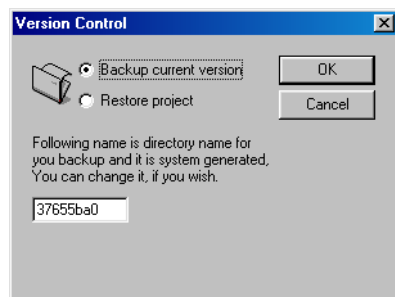 Version Control
Backup current version
OK
Restore project
Cancel
Following name is directory name for
you backup and it is system generated,
You can change it, if you wish.
37655ba0